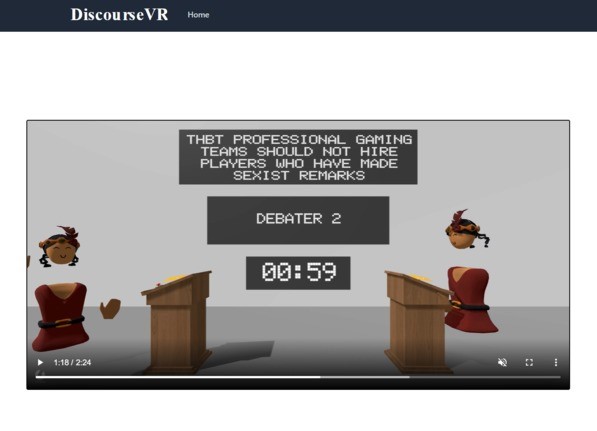 DiscourseVR Home
THBT PROFESSIONAL GAMING
TEAMS SHOULD NOT HIRE
PLAYERS WHO HAVE MADE
SEXIST REMARKS
DEBATER 2
00:59
1:18 / 2:24